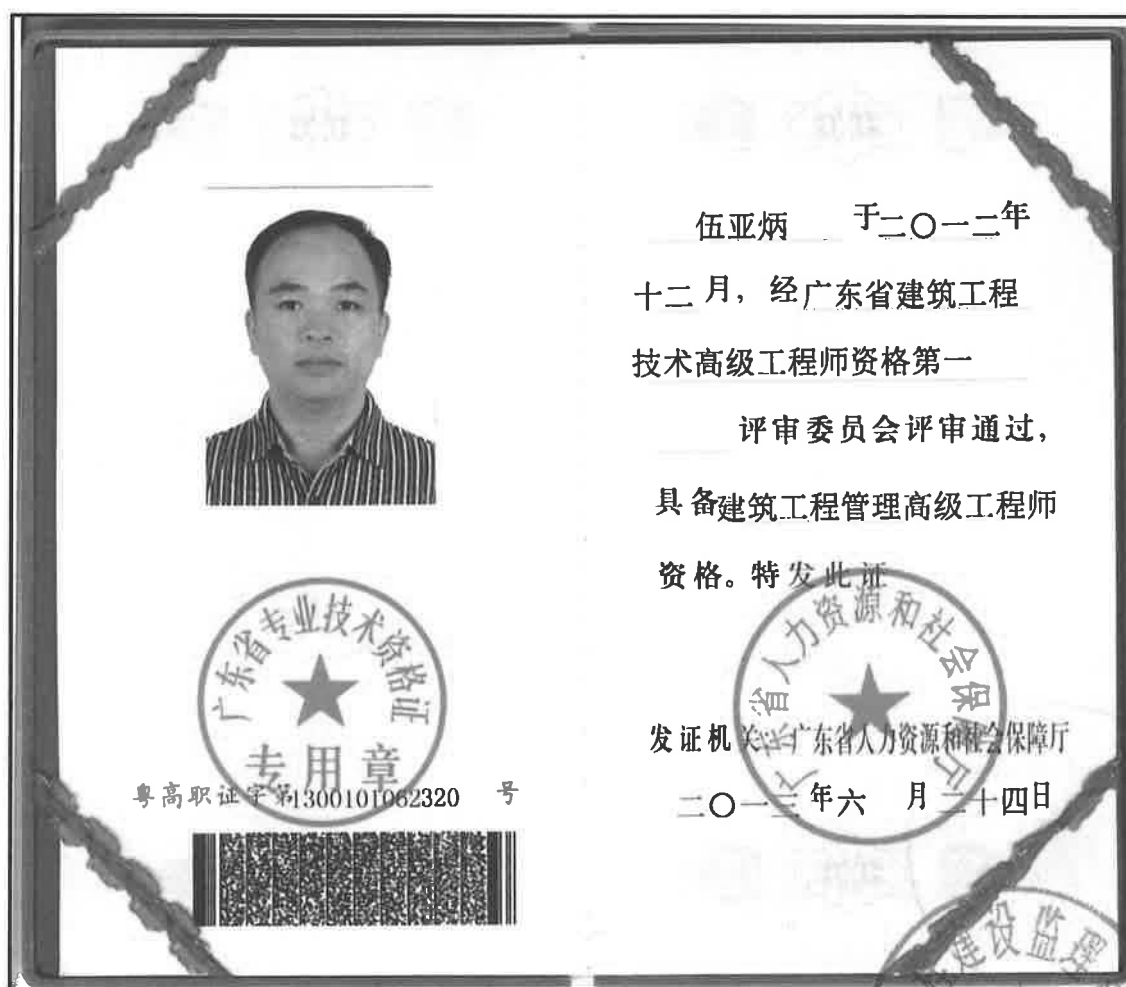 广东省专业技术资格证
专用章
粤高职证字第1300101062320 号
伍亚炳 于二〇一二年
十二月，经广东省建筑工程
技术高级工程师资格第一
评审委员会评审通过，
具备建筑工程管理高级工程师
资格。特发此证
广东省人力资源和社会保障厅
发证机关：广东省人力资源和社会保障厅
二〇一三年六 月二十四日
建设监理